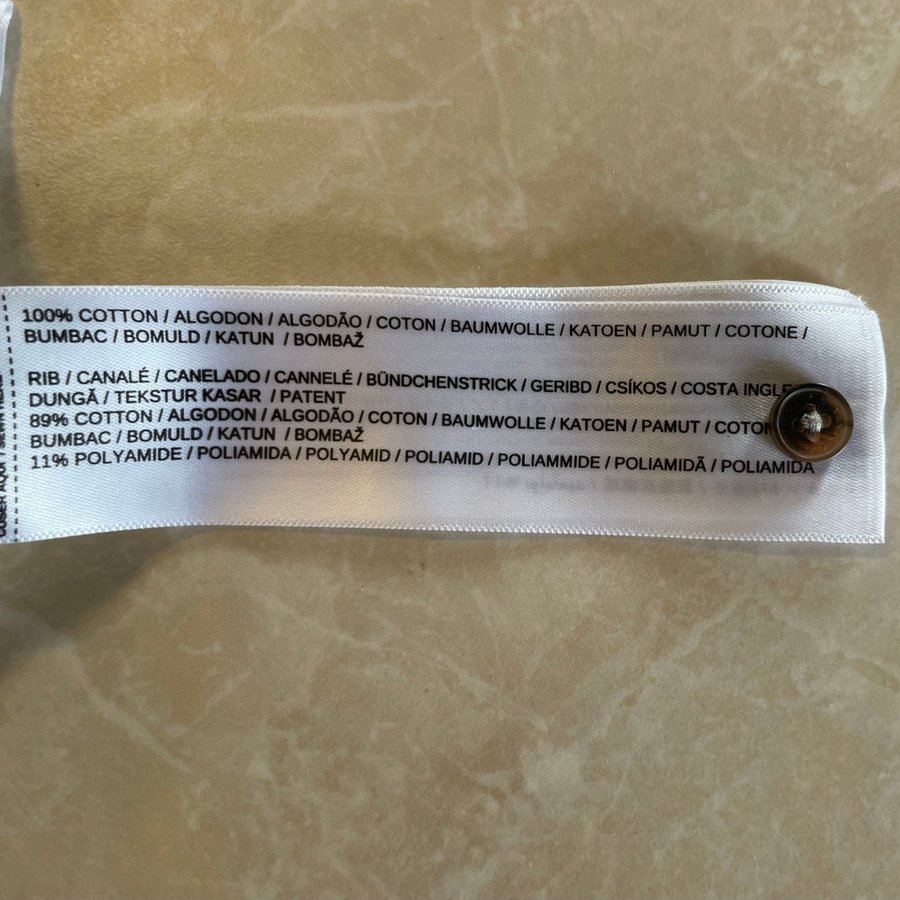 100% COTTON / ALGODON / ALGODÃO / COTON / BAUMWOLLE / KATOEN / PAMUT / COTONE /
BUMBAC / BOMULD / KATUN / BOMBAŽ
RIB / CANALÉ / CANELADO / CANNELÉ / BÜNDCHENSTRICK / GERIBD / CSÍKOS / COSTA
DUNGĂ / TEKSTUR KASAR / PATENT
89% COTTON / ALGODON / ALGODÃO / COTON / BAUMWOLLE / KATOEN / PAMUT /
BUMBAC / BOMULD / KATUN / BOMBAŽ
11% POLYAMIDE / POLIAMIDA / POLYAMID / POLIAMID / POLIAMMIDE / POLIAMIDĂ / POLIAMIDA